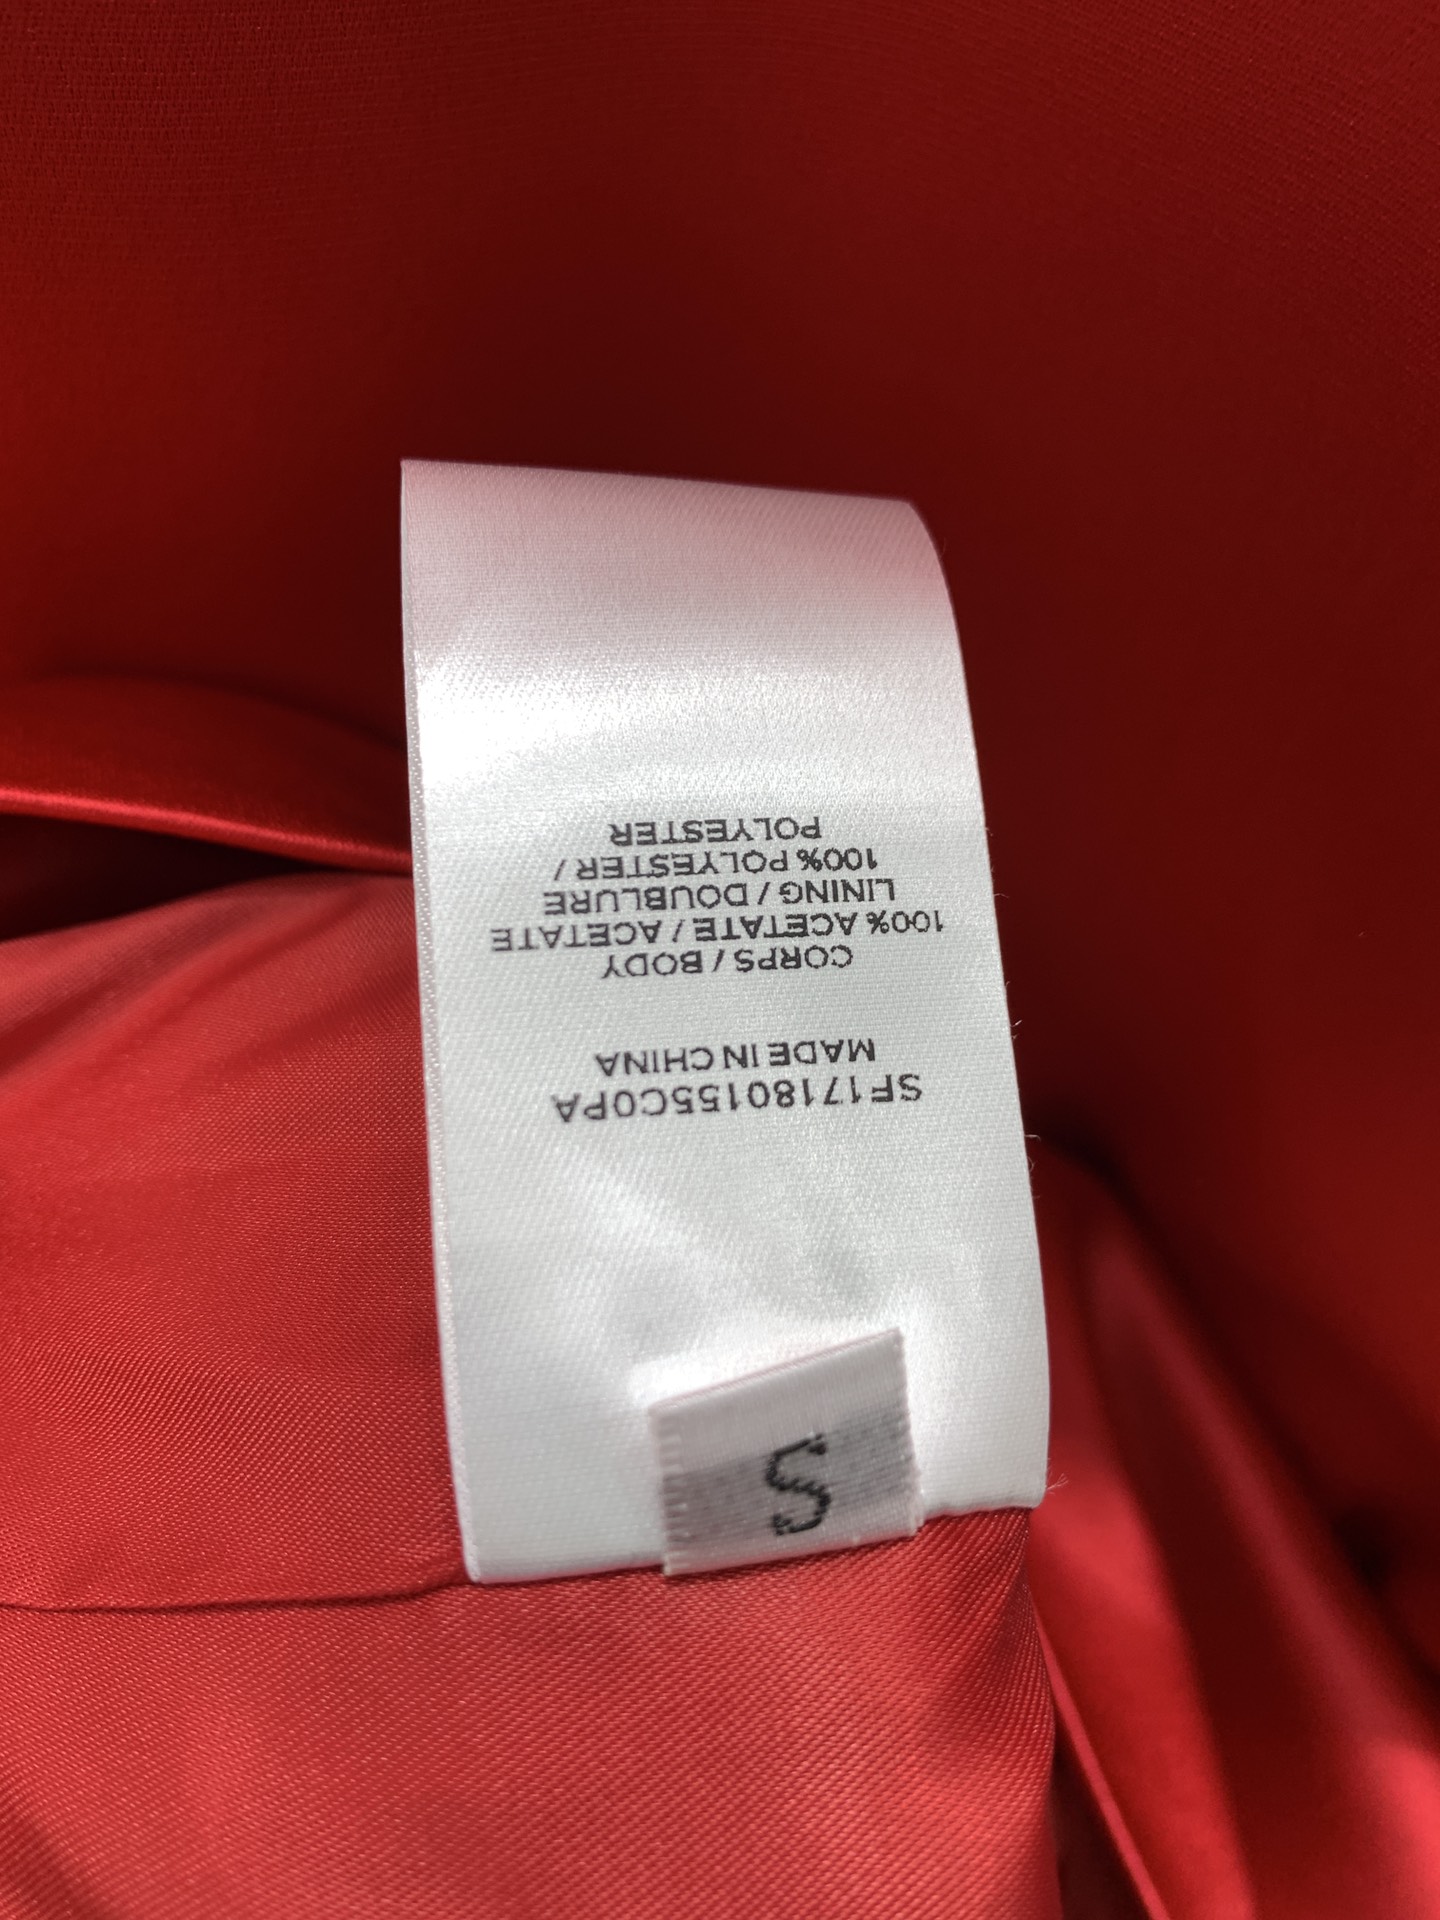 SF17180155C0PA
MADE IN CHINA
CORPS / BODY
100% ACETATE / ACETATE
LINING / DOUBLURE
100% POLYESTER /
POLYESTER
S